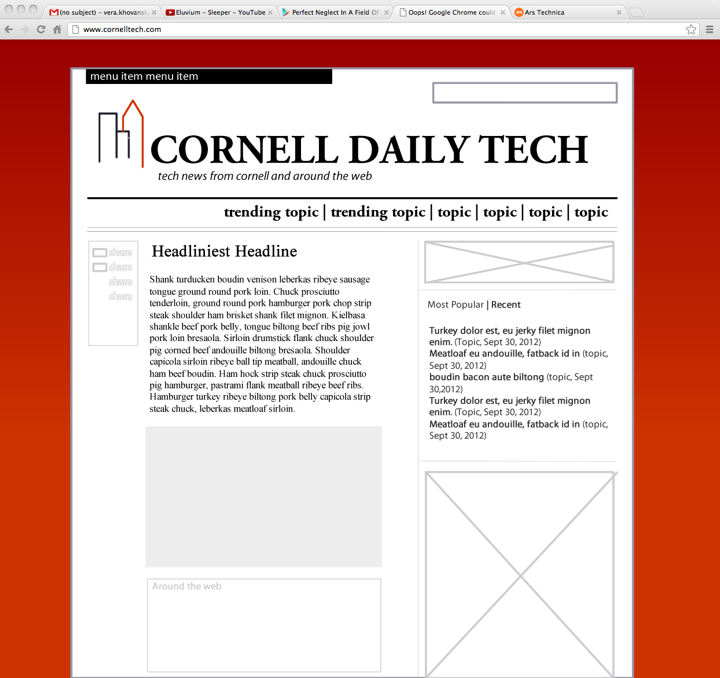 (no subject) – vera.khovansk
Eluvium – Sleeper – YouTube
Perfect Neglect In A Field Of
Oops! Google Chrome could
Ars Technica
www.cornelltech.com
menu item menu item
CORNELL DAILY TECH
tech news from cornell and around the web
trending topic | trending topic | topic | topic | topic | topic
share
share
share
share
Headliniest Headline
Shank turducken boudin venison leberkas ribeye sausage
tongue ground round pork loin. Chuck prosciutto
tenderloin, ground round pork hamburger pork chop strip
steak shoulder ham brisket shank filet mignon. Kielbasa
shankle beef pork belly, tongue biltong beef ribs pig jowl
pork loin bresaola. Sirloin drumstick flank chuck shoulder
pig corned beef andouille biltong bresaola. Shoulder
capicola sirloin ribeye ball tip meatball, andouille chuck
ham beef boudin. Ham hock strip steak chuck prosciutto
pig hamburger, pastrami flank meatball ribeye beef ribs.
Hamburger turkey ribeye biltong pork belly capicola strip
steak chuck, leberkas meatloaf sirloin.
Around the web
Most Popular | Recent
Turkey dolor est, eu jerky filet mignon
enim. (Topic, Sept 30, 2012)
Meatloaf eu andouille, fatback id in (topic,
Sept 30, 2012)
boudin bacon aute biltong (topic, Sept
30,2012)
Turkey dolor est, eu jerky filet mignon
enim. (Topic, Sept 30, 2012)
Meatloaf eu andouille, fatback id in (topic,
Sept 30, 2012)